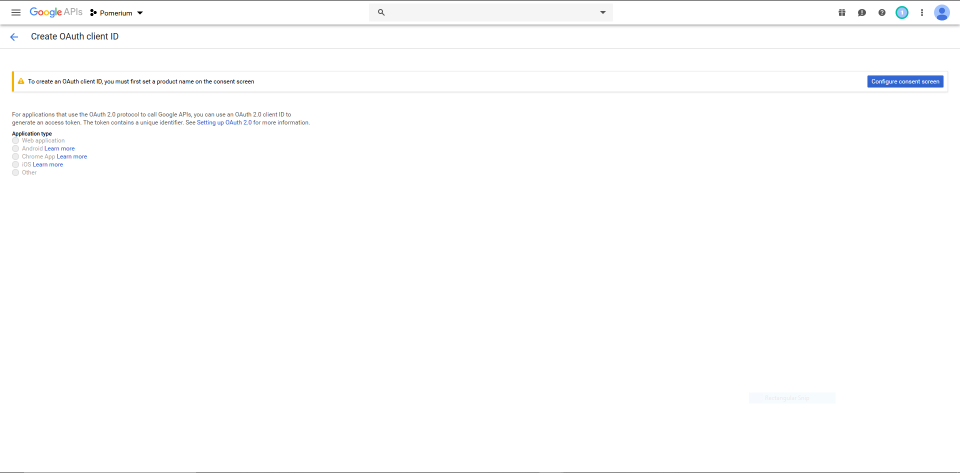 Google APIs Pomerium
Create OAuth client ID
To create an OAuth client ID, you must first set a product name on the consent screen
Configure consent screen
For applications that use the OAuth 2.0 protocol to call Google APIs, you can use an OAuth 2.0 client ID to
generate an access token. The token contains a unique identifier. See Setting up OAuth 2.0 for more information.
Application type
Web application
Android Learn more
Chrome App Learn more
iOS Learn more
Other